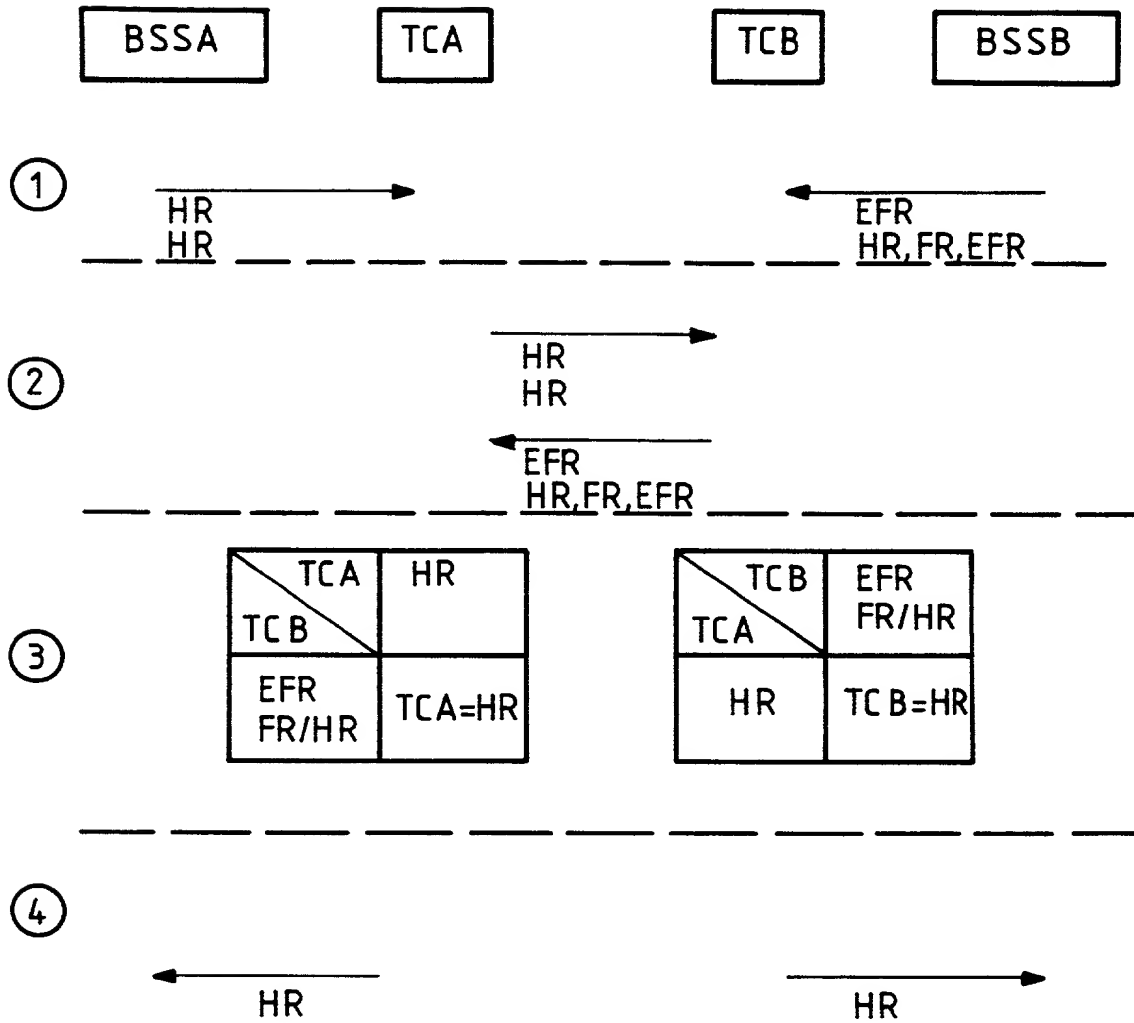 BSSA
TCA
TCB
BSSB
1
HR
HR
EFR
HR,FR,EFR
2
HR
HR
EFR
HR,FR,EFR
3
TCA
TCB
HR
EFR
FR/HR
TCA=HR
TCB
TCA
EFR
FR/HR
HR
TCB=HR
4
HR
HR